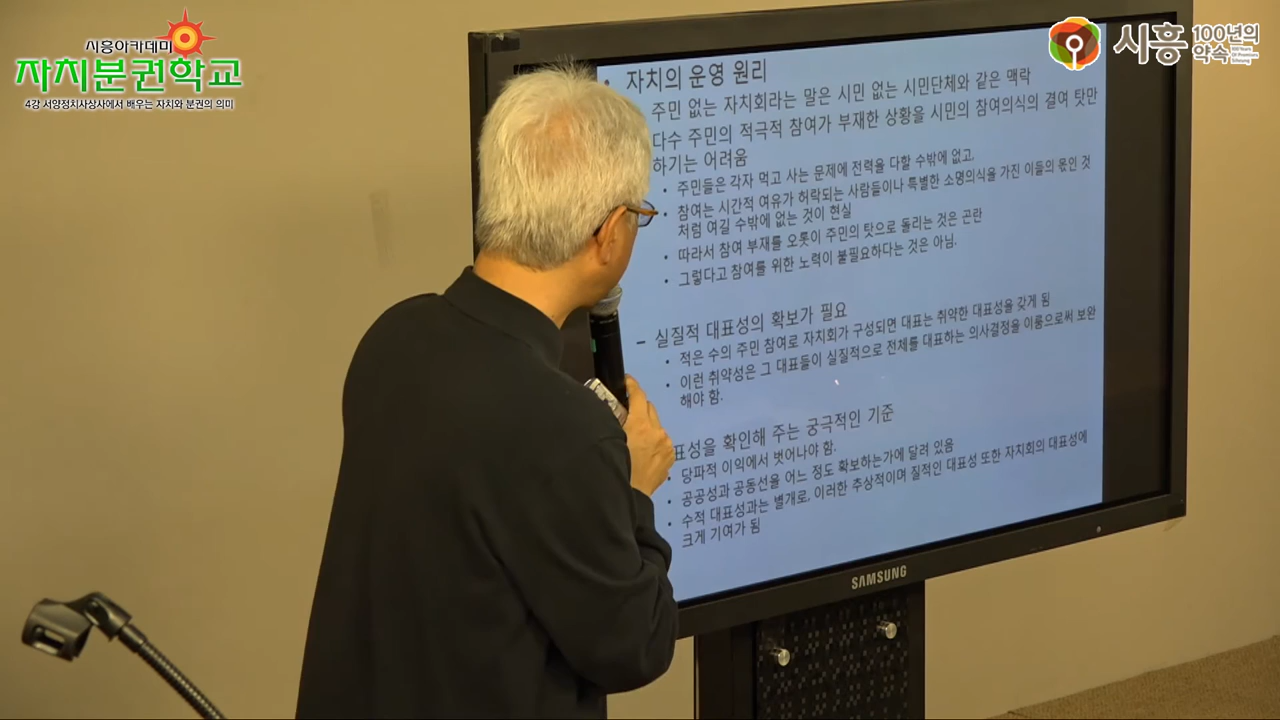 시흥아카데미
자치분권학교
4강 서양정치사상사에서 배우는 자치와 분권의 의미
시흥 100년의 약속
• 자치의 운영 원리
주민 없는 자치회라는 말은 시민 없는 시민단체와 같은 맥락
다수 주민의 적극적 참여가 부재한 상황을 시민의 참여의식의 결여 탓만
하기는 어려움
• 주민들은 각자 먹고 사는 문제에 전력을 다할 수밖에 없고,
• 참여는 시간적 여유가 허락되는 사람들이나 특별한 소명의식을 가진 이들의 몫인 것
처럼 여길 수밖에 없는 것이 현실
• 따라서 참여 부재를 오롯이 주민의 탓으로 돌리는 것은 곤란
• 그렇다고 참여를 위한 노력이 불필요하다는 것은 아님.
– 실질적 대표성의 확보가 필요
• 적은 수의 주민 참여로 자치회가 구성되면 대표는 취약한 대표성을 갖게 됨
• 이런 취약성은 그 대표들이 실질적으로 전체를 대표하는 의사결정을 이룸으로써 보완
해야 함.
표성을 확인해 주는 궁극적인 기준
• 당파적 이익에서 벗어나야 함.
• 공공성과 공동선을 어느 정도 확보하는가에 달려 있음
• 수적 대표성과는 별개로, 이러한 추상적이며 질적인 대표성 또한 자치회의 대표성에
크게 기여가 됨
SAMSUNG